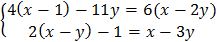 4(x − 1) − 11y = 6(x − 2y)
2(x − y) − 1 = x − 3y